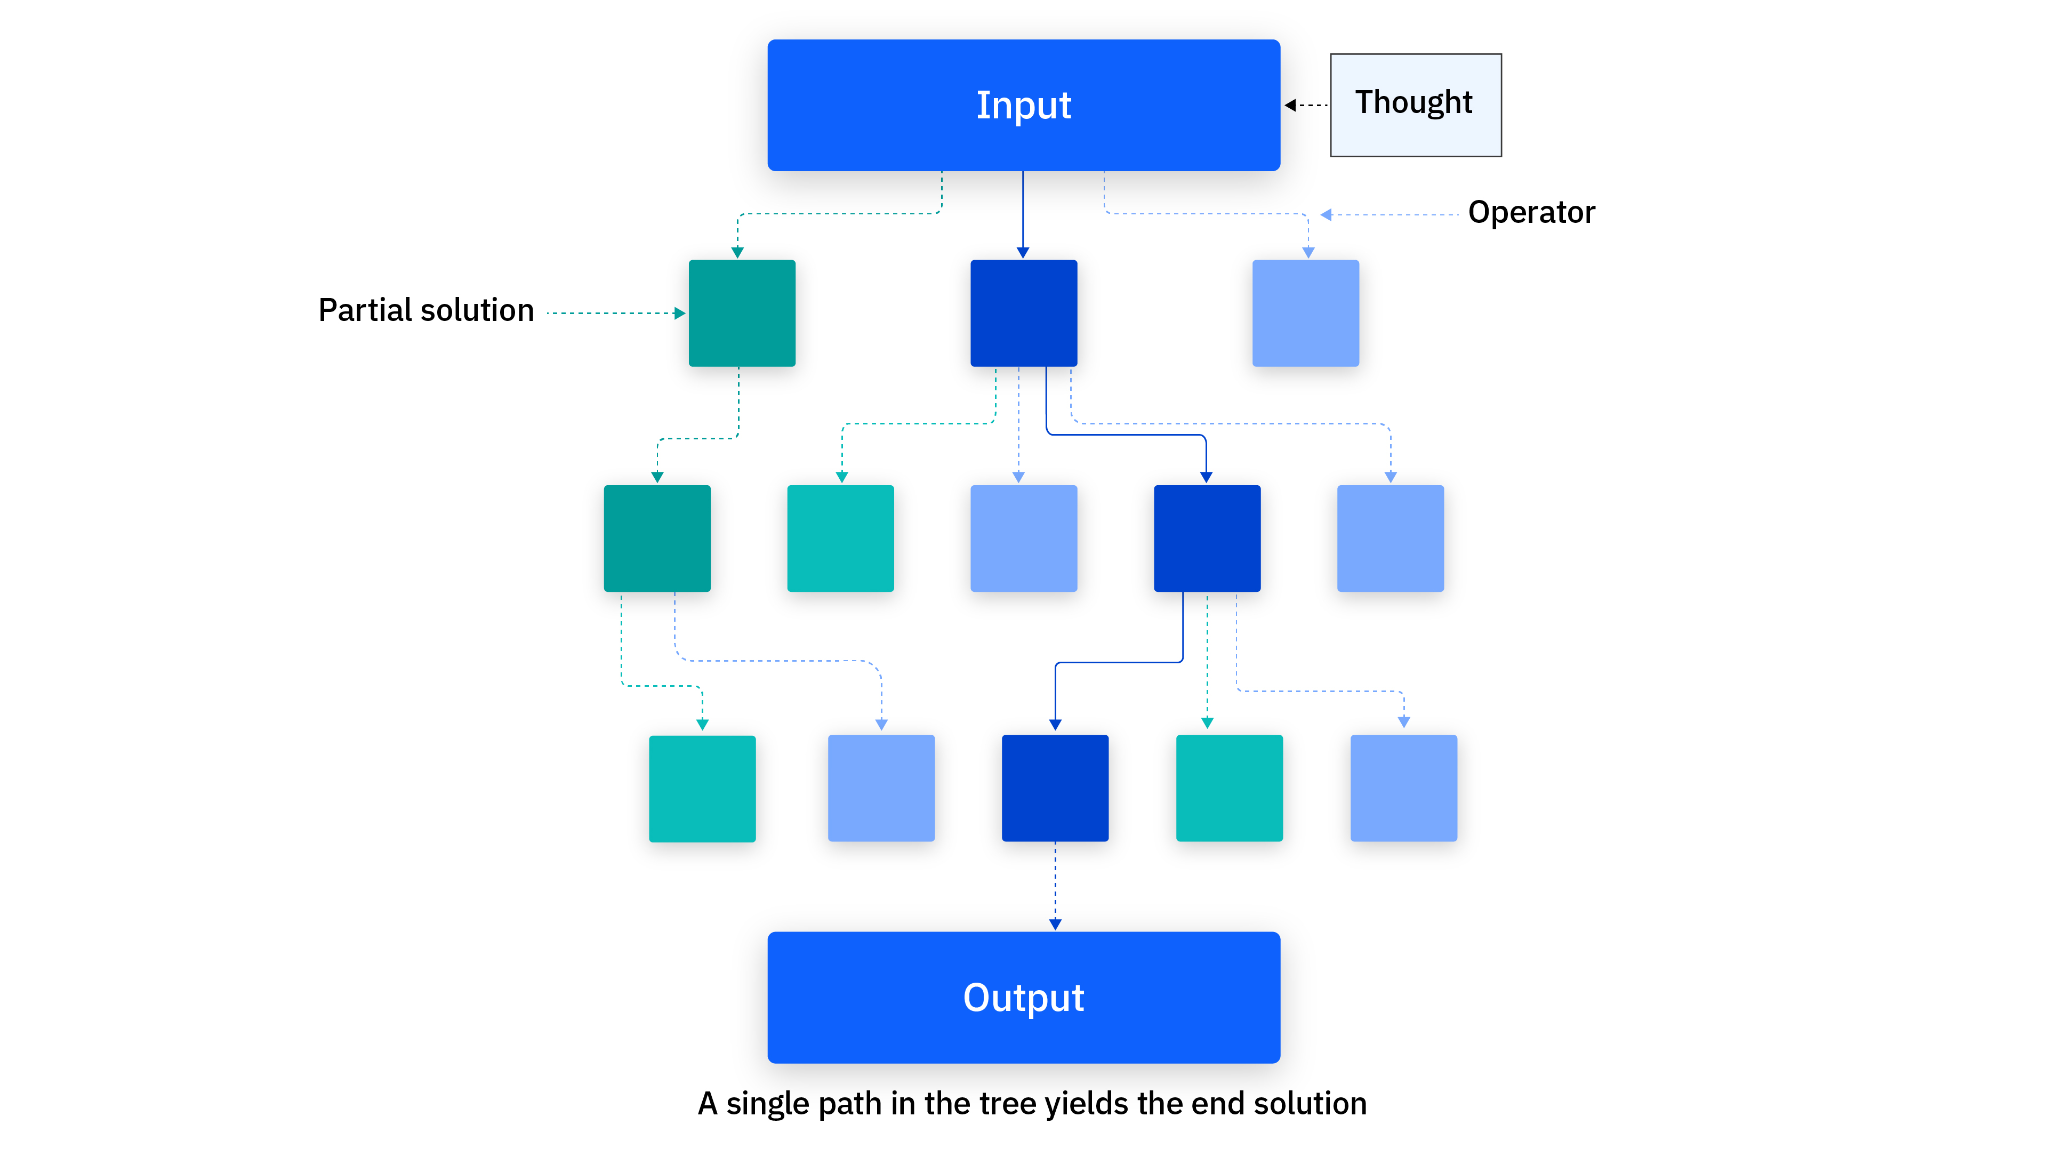 Input
Thought
Operator
Partial solution
Output
A single path in the tree yields the end solution